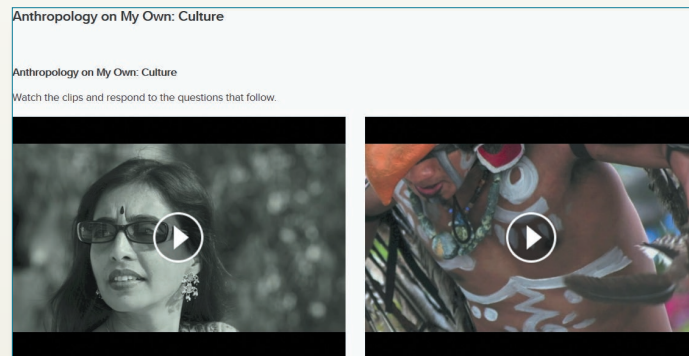 Anthropology on My Own: Culture
Anthropology on My Own: Culture
Watch the clips and respond to the questions that follow.